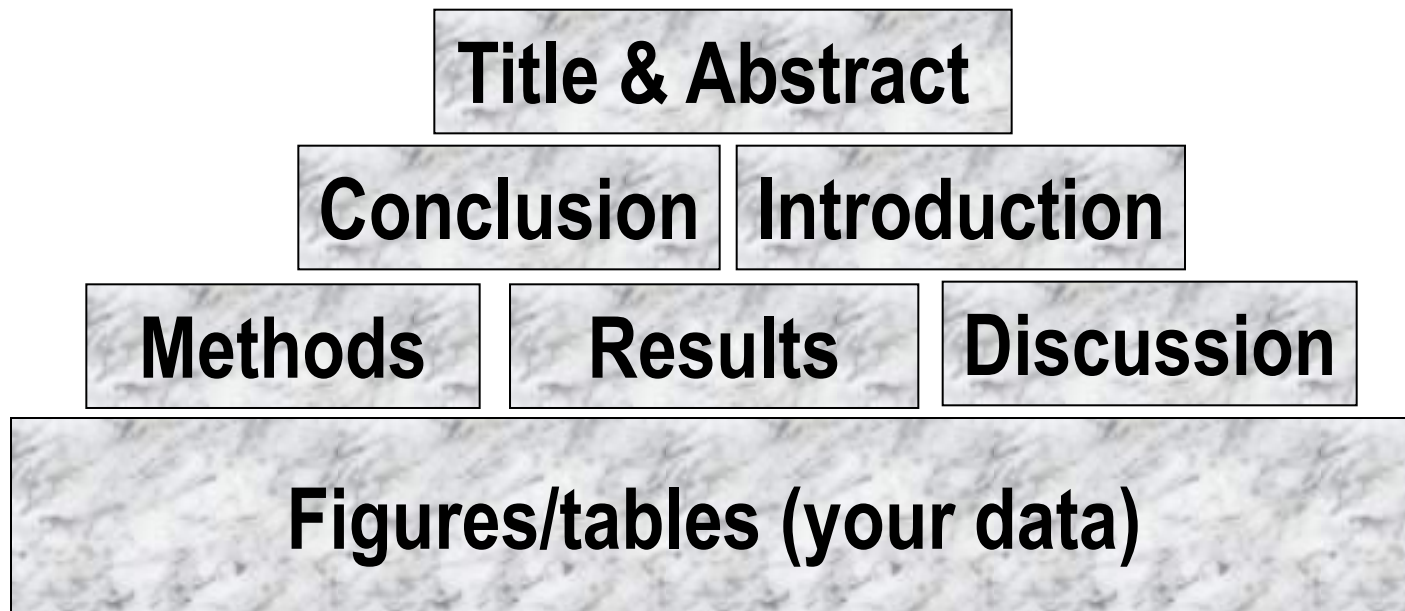 Title & Abstract
Conclusion Introduction
Methods Results Discussion
Figures/tables (your data)